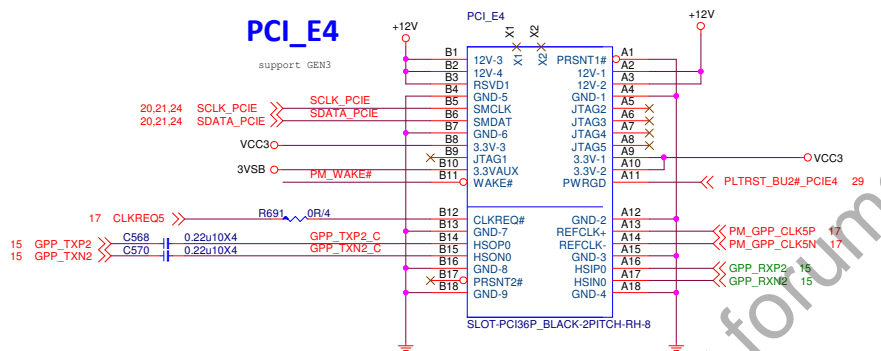 PCI_E4
support GEN3
+12V
PCI_E4
X1
X2
+12V
X1
X2
B1 12V-3 PRSNT1# A1
B2 12V-4 12V-1 A2
B3 RSVD1 12V-2 A3
B4 GND-5 GND-1 A4
20,21,24 SCLK_PCIE SCLK_PCIE B5 SMCLK JTAG2 A5
20,21,24 SDATA_PCIE SDATA_PCIE B6 SMDAT JTAG3 A6
B7 GND-6 JTAG4 A7
VCC3 B8 3.3V-3 JTAG5 A8
B9 JTAG1 3.3V-1 A9 VCC3
3VSB B10 3.3VAUX 3.3V-2 A10
PM_WAKE# B11 WAKE# PWRGD A11 PLTRST_BU2#_PCIE4 29
17 CLKREQ5 R691 0R/4 B12 CLKREQ# GND-2 A12
B13 GND-7 REFCLK+ A13 PM_GPP_CLK5P 17
15 GPP_TXP2 C568 0.22u10X4 GPP_TXP2_C B14 HSOP0 REFCLK- A14 PM_GPP_CLK5N 17
15 GPP_TXN2 C570 0.22u10X4 GPP_TXN2_C B15 HSON0 GND-3 A15
B16 GND-8 HSIP0 A16 GPP_RXP2 15
B17 PRSNT2# HSIN0 A17 GPP_RXN2 15
B18 GND-9 GND-4 A18
SLOT-PCI36P_BLACK-2PITCH-RH-8
forum